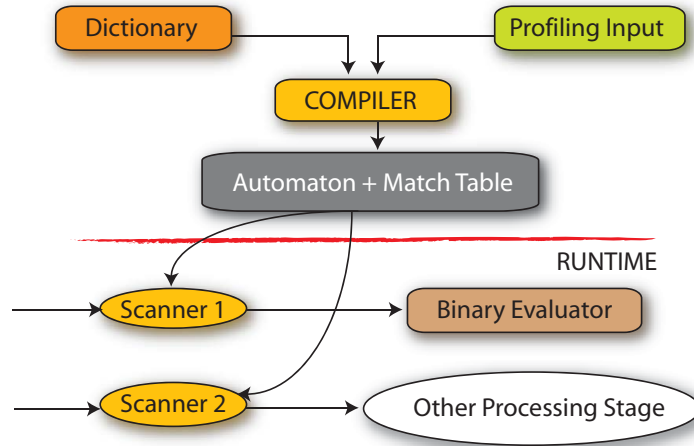 Dictionary
Profiling Input
COMPILER
Automaton + Match Table
RUNTIME
Scanner 1
Binary Evaluator
Scanner 2
Other Processing Stage